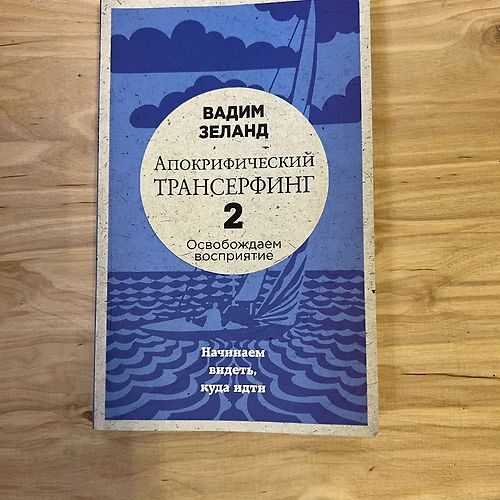 ВАДИМ
ЗЕЛАНД
АПОКРИФИЧЕСКИЙ
ТРАНСЕРФИНГ
2
Освобождаем
восприятие
Начинаем
видеть,
куда идти